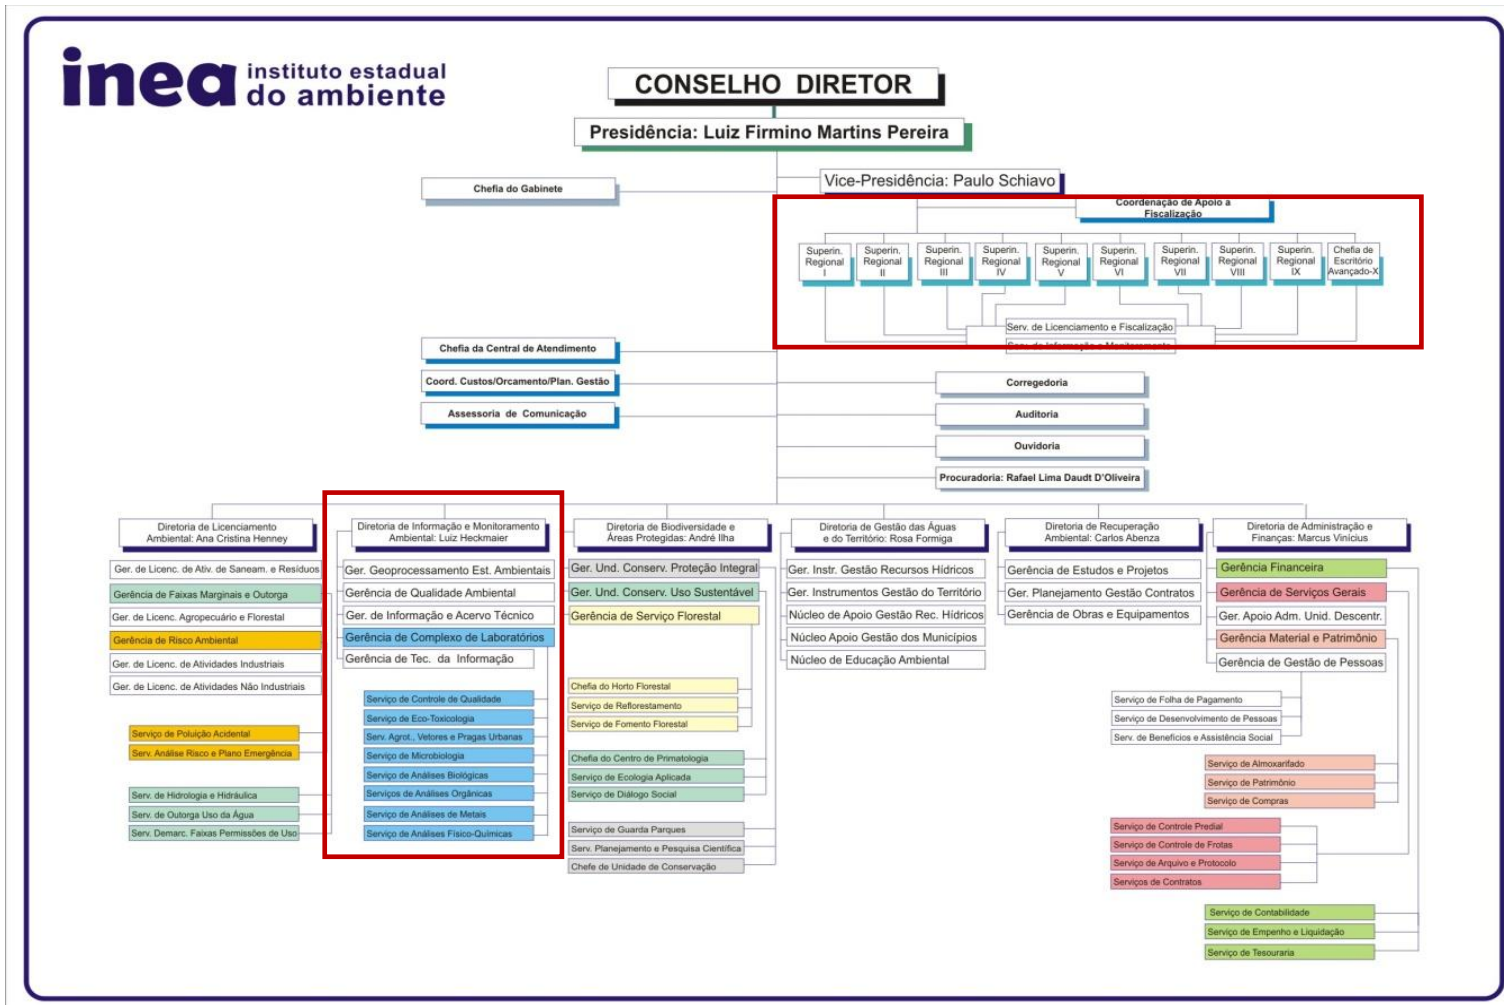 inea instituto estadual
do ambiente
CONSELHO DIRETOR
Presidência: Luiz Firmino Martins Pereira
Vice-Presidência: Paulo Schiavo
Chefia do Gabinete
Coordenação de Apoio a
Fiscalização
Superin.
Regional
I
Superin.
Regional
II
Superin.
Regional
III
Superin.
Regional
IV
Superin.
Regional
V
Superin.
Regional
VI
Superin.
Regional
VII
Superin.
Regional
VIII
Superin.
Regional
IX
Chefia de
Escritório
Avançado-X
Serv. de Licenciamento e Fiscalização
Serv. de Informação e Monitoramento
Chefia da Central de Atendimento
Coord. Custos/Orcamento/Plan. Gestão
Assessoria de Comunicação
Corregedoria
Auditoria
Ouvidoria
Procuradoria: Rafael Lima Daudt D'Oliveira
Diretoria de Licenciamento
Ambiental: Ana Cristina Henney
Ger. de Licenc. de Ativ. de Saneam. e Resíduos
Gerência de Faixas Marginais e Outorga
Ger. de Licenc. Agropecuário e Florestal
Gerência de Risco Ambiental
Ger. de Licenc. de Atividades Industriais
Ger. de Licenc. de Atividades Não Industriais
Serviço de Poluição Acidental
Serv. Análise Risco e Plano Emergência
Serv. de Hidrologia e Hidráulica
Serv. de Outorga Uso da Água
Serv. Demarc. Faixas Permissões de Uso
Diretoria de Informação e Monitoramento
Ambiental: Luiz Heckmaier
Ger. Geoprocessamento Est. Ambientais
Gerência de Qualidade Ambiental
Ger. de Informação e Acervo Técnico
Gerência de Complexo de Laboratórios
Gerência de Tec. da Informação
Serviço de Controle de Qualidade
Serviço de Eco-Toxicologia
Serv. Agrot., Vetores e Pragas Urbanas
Serviço de Microbiologia
Serviço de Análises Biológicas
Serviços de Análises Orgânicas
Serviço de Análises de Metais
Serviço de Análises Físico-Químicas
Diretoria de Biodiversidade e
Áreas Protegidas: André Ilha
Ger. Und. Conserv. Proteção Integral
Ger. Und. Conserv. Uso Sustentável
Gerência de Serviço Florestal
Chefia do Horto Florestal
Serviço de Reflorestamento
Serviço de Fomento Florestal
Chefia do Centro de Primatologia
Serviço de Ecologia Aplicada
Serviço de Diálogo Social
Serviço de Guarda Parques
Serv. Planejamento e Pesquisa Científica
Chefe de Unidade de Conservação
Diretoria de Gestão das Águas
e do Território: Rosa Formiga
Ger. Instr. Gestão Recursos Hídricos
Ger. Instrumentos Gestão do Território
Núcleo de Apoio Gestão Rec. Hídricos
Núcleo Apoio Gestão dos Municípios
Núcleo de Educação Ambiental
Diretoria de Recuperação
Ambiental: Carlos Abenza
Gerência de Estudos e Projetos
Ger. Planejamento Gestão Contratos
Gerência de Obras e Equipamentos
Diretoria de Administração e
Finanças: Marcus Vinícius
Gerência Financeira
Gerência de Serviços Gerais
Ger. Apoio Adm. Unid. Descentr.
Gerência Material e Patrimônio
Gerência de Gestão de Pessoas
Serviço de Folha de Pagamento
Serviço de Desenvolvimento de Pessoas
Serv. de Benefícios e Assistência Social
Serviço de Almoxarifado
Serviço de Patrimônio
Serviço de Compras
Serviço de Controle Predial
Serviço de Controle de Frotas
Serviço de Arquivo e Protocolo
Serviços de Contratos
Serviço de Contabilidade
Serviço de Empenho e Liquidação
Serviço de Tesouraria